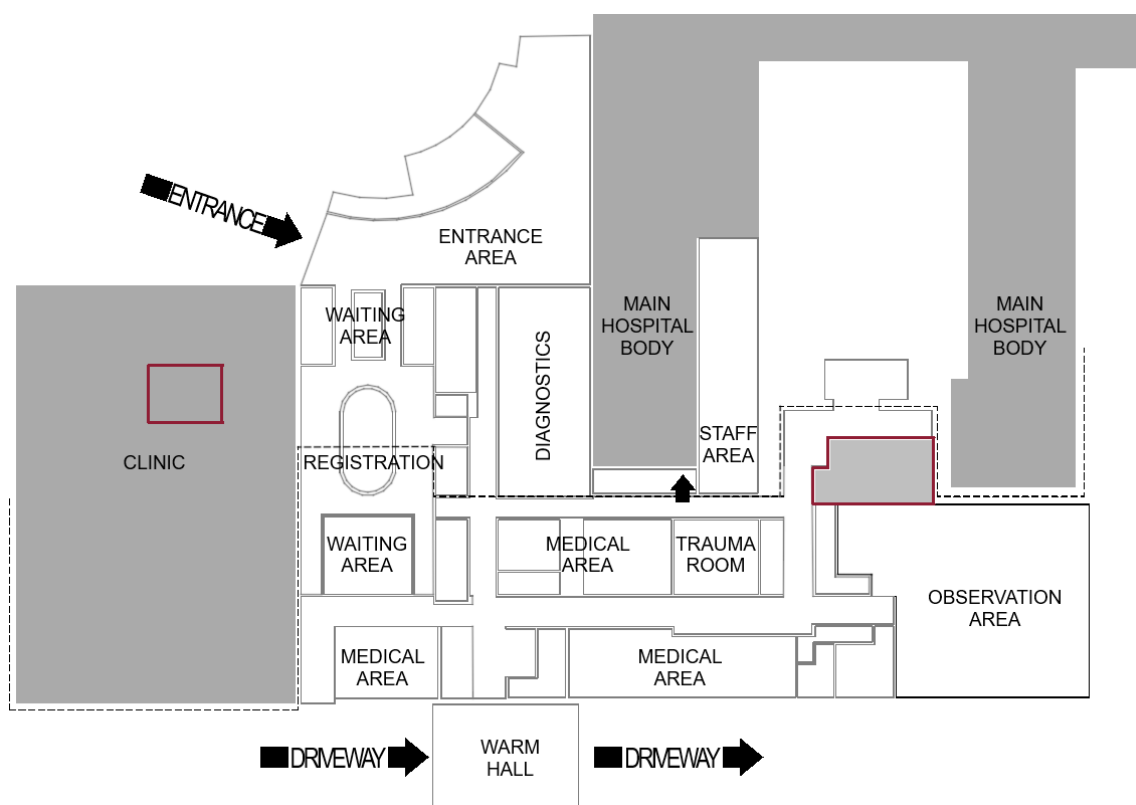 ENTRANCE
ENTRANCE
AREA
WAITING
AREA
MAIN
HOSPITAL
BODY
MAIN
HOSPITAL
BODY
DIAGNOSTICS
STAFF
AREA
CLINIC
REGISTRATION
WAITING
AREA
MEDICAL
AREA
TRAUMA
ROOM
OBSERVATION
AREA
MEDICAL
AREA
MEDICAL
AREA
DRIVEWAY
WARM
HALL
DRIVEWAY